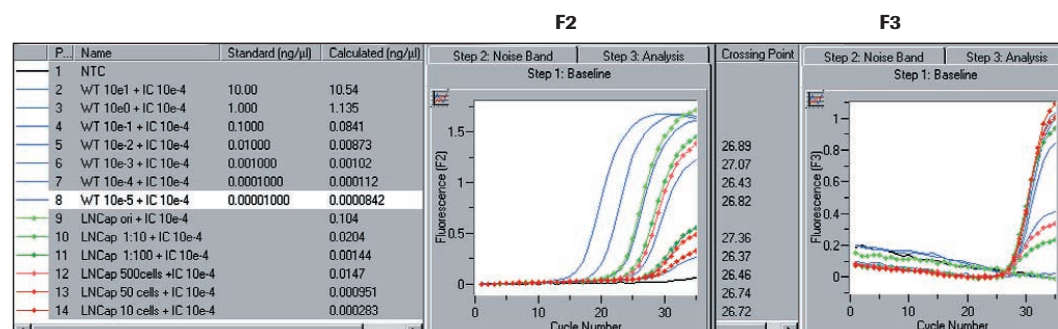 F2 F3
P... Name Standard (ng/µl) Calculated (ng/µl) Step 2: Noise Band Step 3: Analysis Crossing Point Step 2: Noise Band Step 3: Analysis
Step 1: Baseline Step 1: Baseline
1 NTC
2 WT 10e1 + IC 10e-4 10.00 10.54
3 WT 10e0 + IC 10e-4 1.000 1.135
4 WT 10e-1 + IC 10e-4 0.1000 0.0841
5 WT 10e-2 + IC 10e-4 0.01000 0.00873 26.89
6 WT 10e-3 + IC 10e-4 0.001000 0.00102 27.07
7 WT 10e-4 + IC 10e-4 0.0001000 0.000112 26.43
8 WT 10e-5 + IC 10e-4 0.00001000 0.0000842 26.82
9 LNCap ori + IC 10e-4 0.104
10 LNCap 1:10 + IC 10e-4 0.0204 27.36
11 LNCap 1:100 + IC 10e-4 0.00144 26.37
12 LNCap 500cells +IC 10e-4 0.0147 26.46
13 LNCap 50 cells + IC 10e-4 0.000951 26.74
14 LNCap 10 cells + IC 10e-4 0.000283 26.72
Fluorescence (F2)
1.5
1
0.5
0
0 10 20 30
Cycle Number
Fluorescence (F3)
1
0.8
0.6
0.4
0.2
0
0 10 20 30
Cycle Number